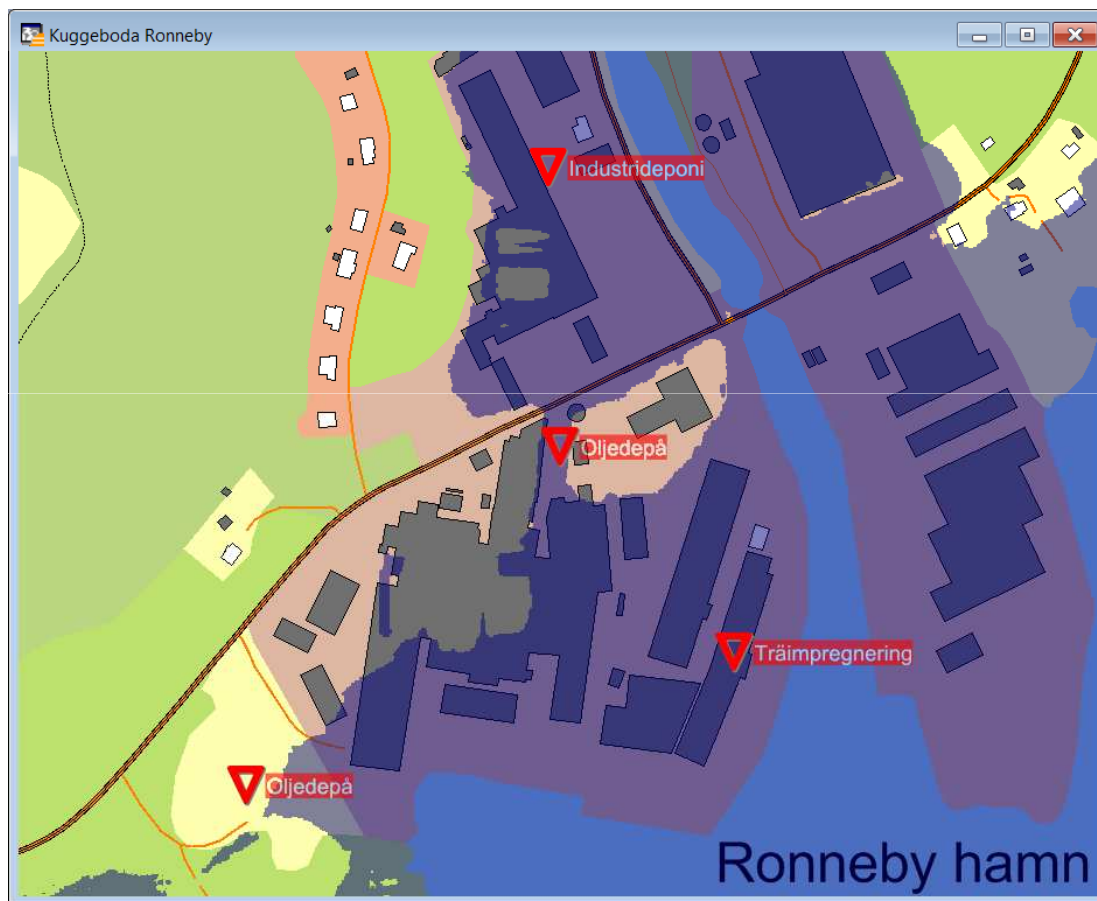 Kuggeboda Ronneby
Industrideponi
Oljedepå
Träimpregnering
Oljedepå
Ronneby hamn